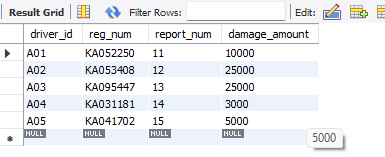 Result Grid Filter Rows: Edit:
driver_id reg_num report_num damage_amount
A01 KA052250 11 10000
A02 KA053408 12 25000
A03 KA095447 13 25000
A04 KA031181 14 3000
A05 KA041702 15 5000
NULL NULL NULL NULL
5000